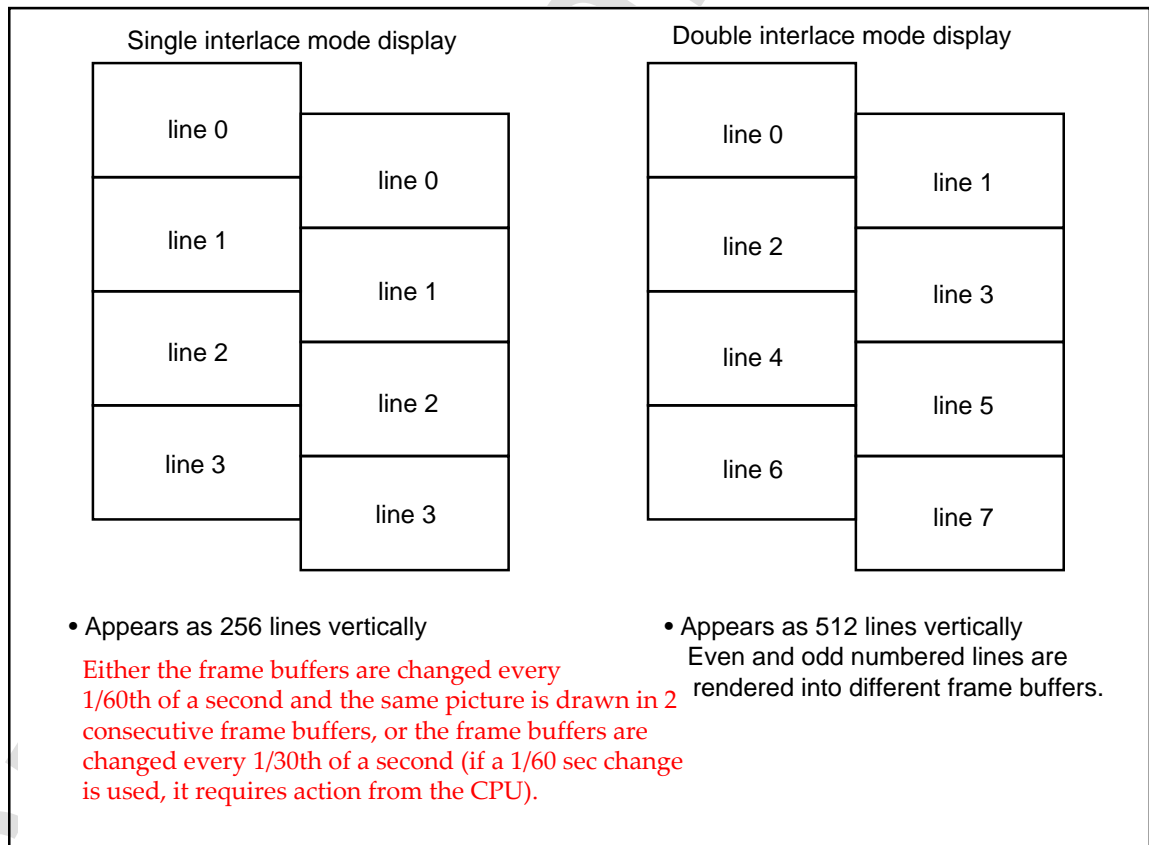 Single interlace mode display
line 0
line 0
line 1
line 1
line 2
line 2
line 3
line 3
• Appears as 256 lines vertically
Either the frame buffers are changed every
1/60th of a second and the same picture is drawn in 2
consecutive frame buffers, or the frame buffers are
changed every 1/30th of a second (if a 1/60 sec change
is used, it requires action from the CPU).
Double interlace mode display
line 0
line 1
line 2
line 3
line 4
line 5
line 6
line 7
• Appears as 512 lines vertically
Even and odd numbered lines are
rendered into different frame buffers.